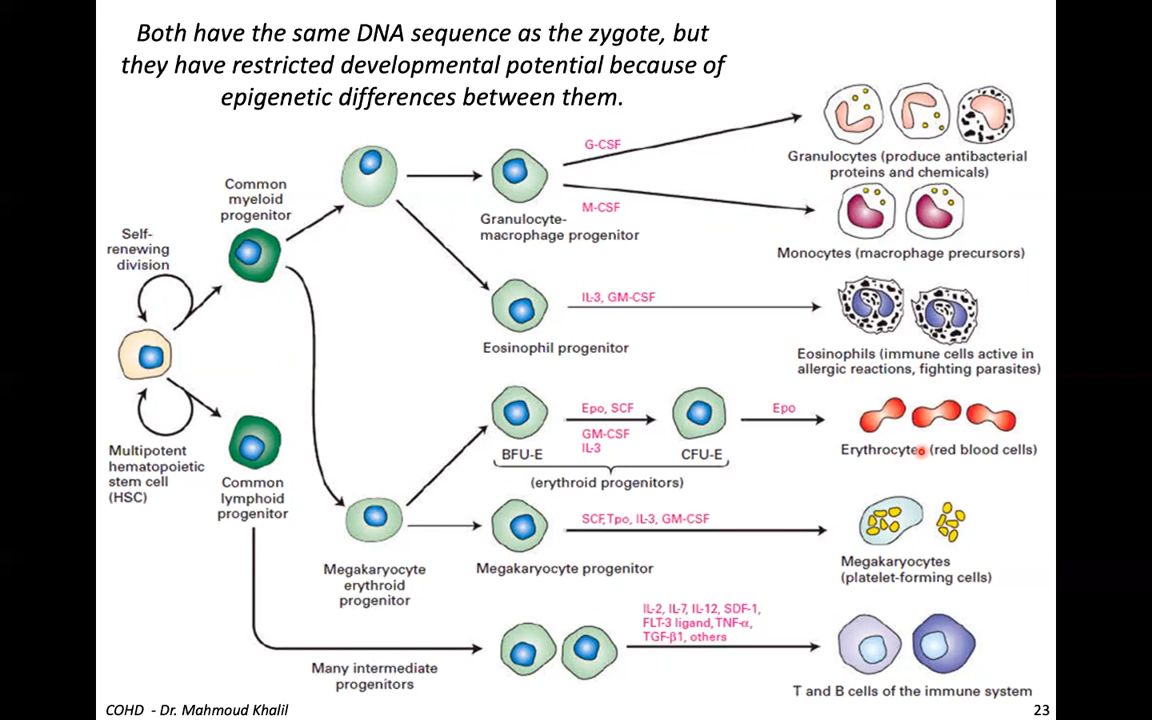 Both have the same DNA sequence as the zygote, but
they have restricted developmental potential because of
epigenetic differences between them.
G-CSF
Granulocytes (produce antibacterial
proteins and chemicals)
Common
myeloid
progenitor
Granulocyte-
macrophage progenitor
M-CSF
Monocytes (macrophage precursors)
Self-
renewing
division
IL-3, GM-CSF
Eosinophil progenitor
Eosinophils (immune cells active in
allergic reactions, fighting parasites)
Multipotent
hematopoietic
stem cell
(HSC)
Common
lymphoid
progenitor
Epo, SCF
GM-CSF
IL-3
Epo
BFU-E
CFU-E
(erythroid progenitors)
Erythrocytes (red blood cells)
SCF, Tpo, IL-3, GM-CSF
Megakaryocyte
erythroid
progenitor
Megakaryocyte progenitor
Megakaryocytes
(platelet-forming cells)
IL-2, IL-7, IL-12, SDF-1,
FLT-3 ligand, TNF-α,
TGF-β1, others
Many intermediate
progenitors
T and B cells of the immune system
COHD - Dr. Mahmoud Khalil
23